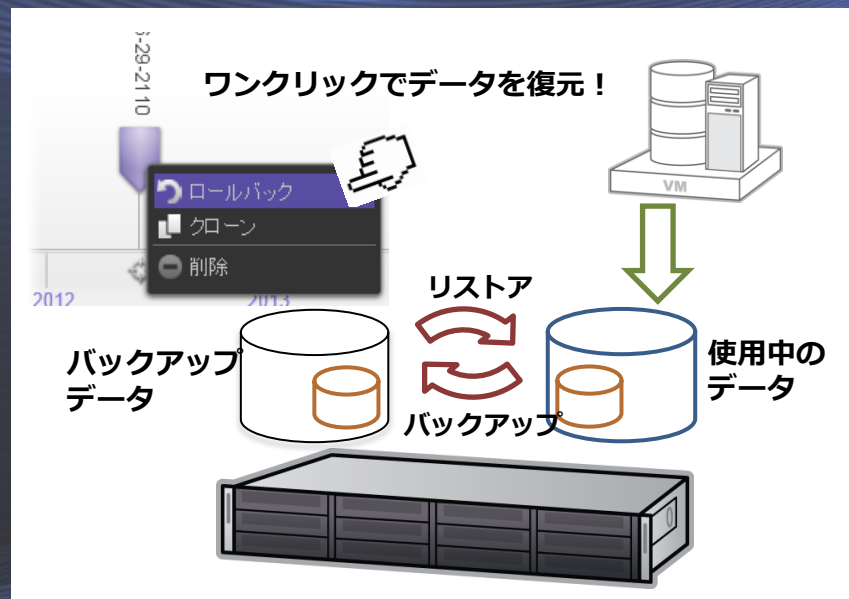 -29-21 10
ワンクリックでデータを復元！
ロールバック
クローン
削除
2012
2013
VM
リストア
バックアップ
データ
使用中の
データ
バックアップ